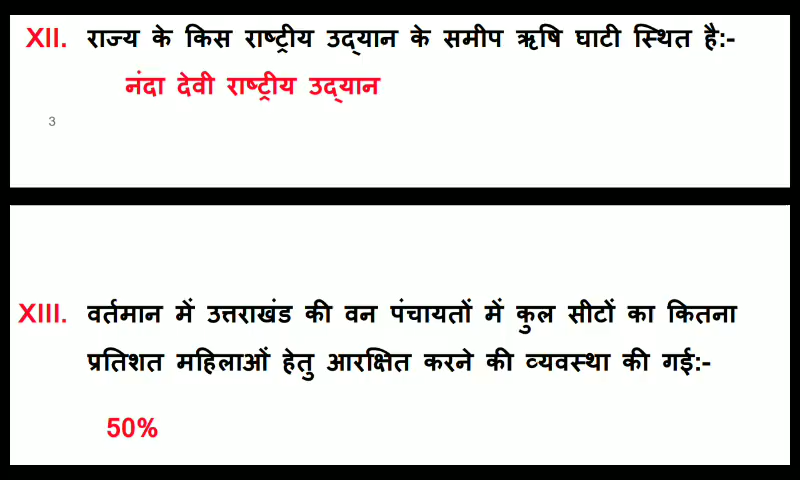 XII. राज्य के किस राष्ट्रीय उद्यान के समीप ऋषि घाटी स्थित है:-
नंदा देवी राष्ट्रीय उद्यान
3
XIII. वर्तमान में उत्तराखंड की वन पंचायतों में कुल सीटों का कितना
प्रतिशत महिलाओं हेतु आरक्षित करने की व्यवस्था की गई:-
50%